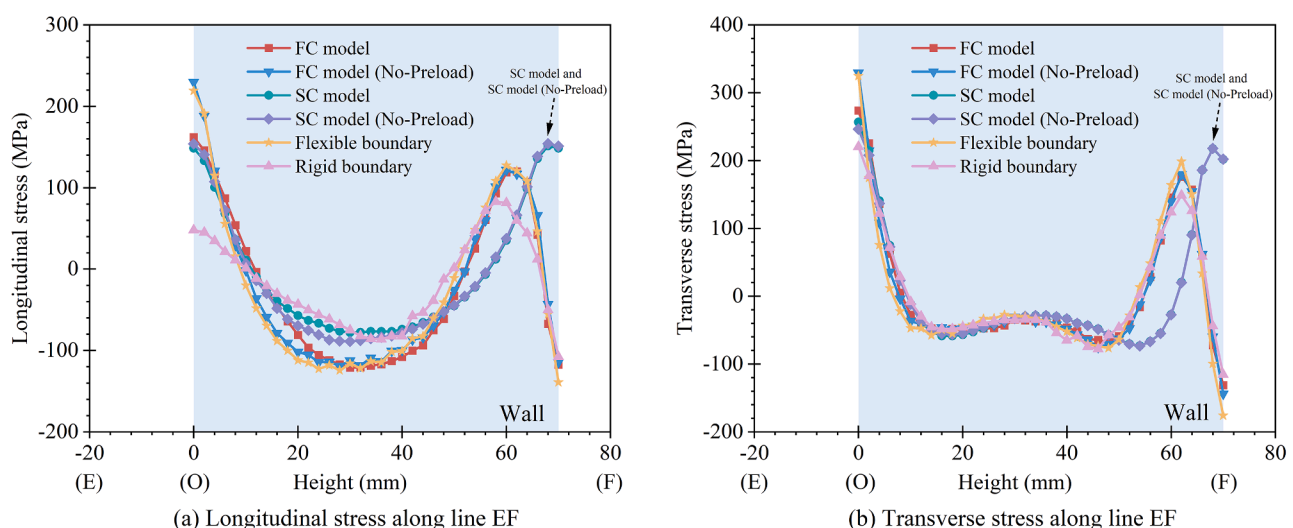 300
200
100
0
-100
-200
Longitudinal stress (MPa)
FC model
FC model (No-Preload)
SC model
SC model (No-Preload)
Flexible boundary
Rigid boundary
SC model and
SC model (No-Preload)
Wall
-20
0
20
40
60
80
(E)
(O)
Height (mm)
(F)
(a) Longitudinal stress along line EF
400
300
200
100
0
-100
-200
Transverse stress (MPa)
FC model
FC model (No-Preload)
SC model
SC model (No-Preload)
Flexible boundary
Rigid boundary
SC model and
SC model (No-Preload)
Wall
-20
0
20
40
60
80
(E)
(O)
Height (mm)
(F)
(b) Transverse stress along line EF